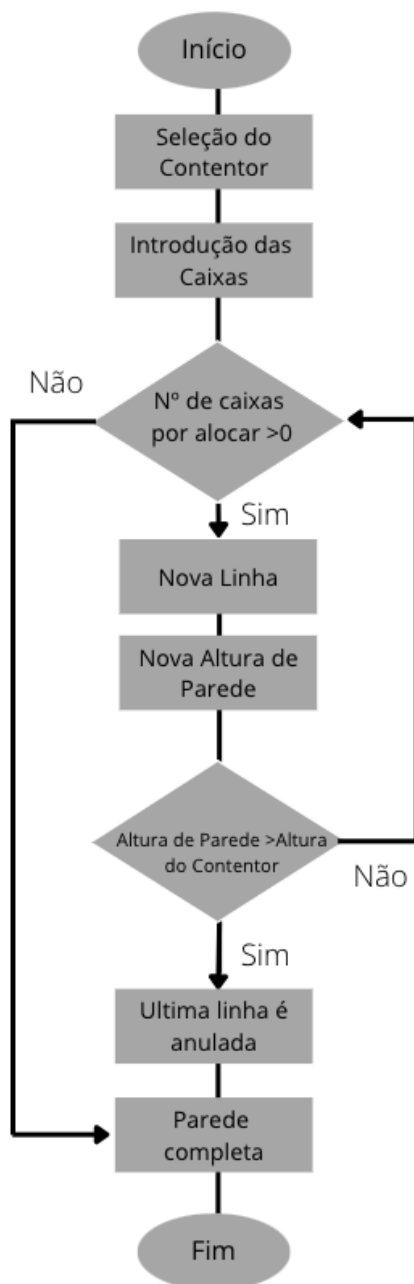 Início
Seleção do
Contentor
Introdução das
Caixas
Não
Nº de caixas
por alocar >0
Sim
Nova Linha
Nova Altura de
Parede
Altura de Parede >Altura
do Contentor
Não
Sim
Ultima linha é
anulada
Parede
completa
Fim